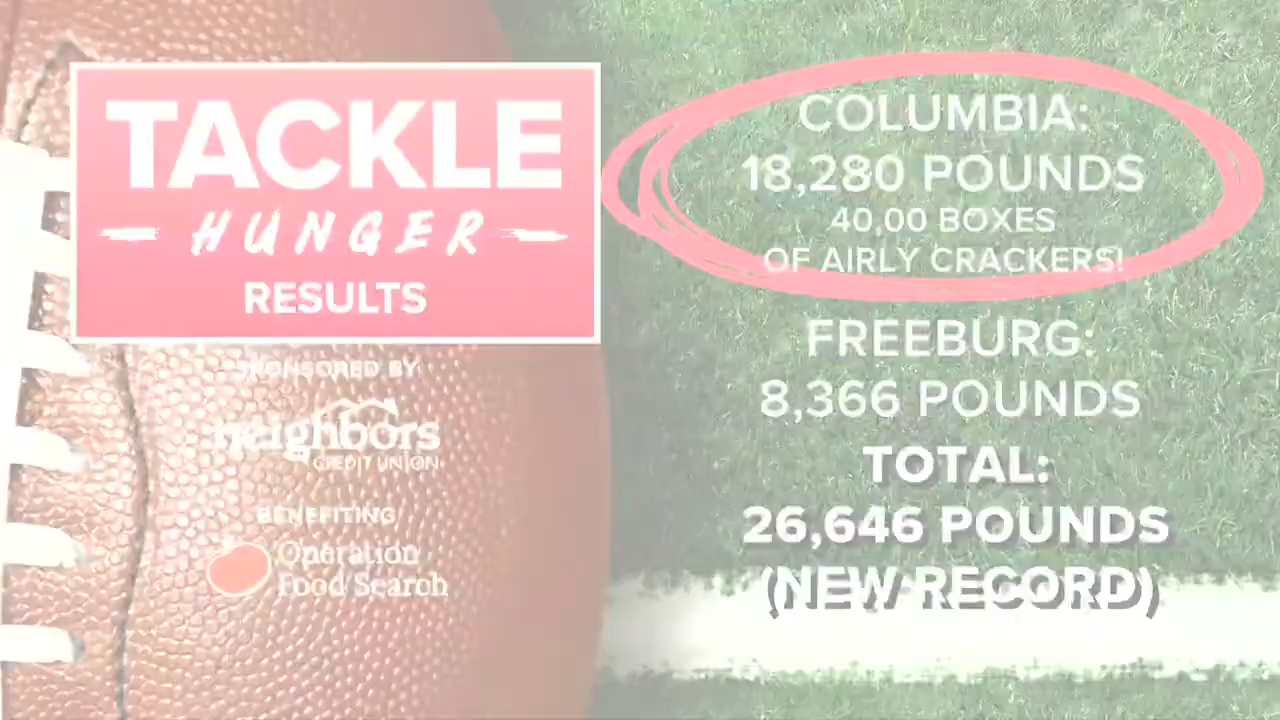 TACKLE
HUNGER
RESULTS
SPONSORED BY
neighbors
CREDIT UNION
BENEFITING
Operation
Food Search
COLUMBIA:
18,280 POUNDS
40,00 BOXES
OF AIRLY CRACKERS!
FREEBURG:
8,366 POUNDS
TOTAL:
26,646 POUNDS
(NEW RECORD)